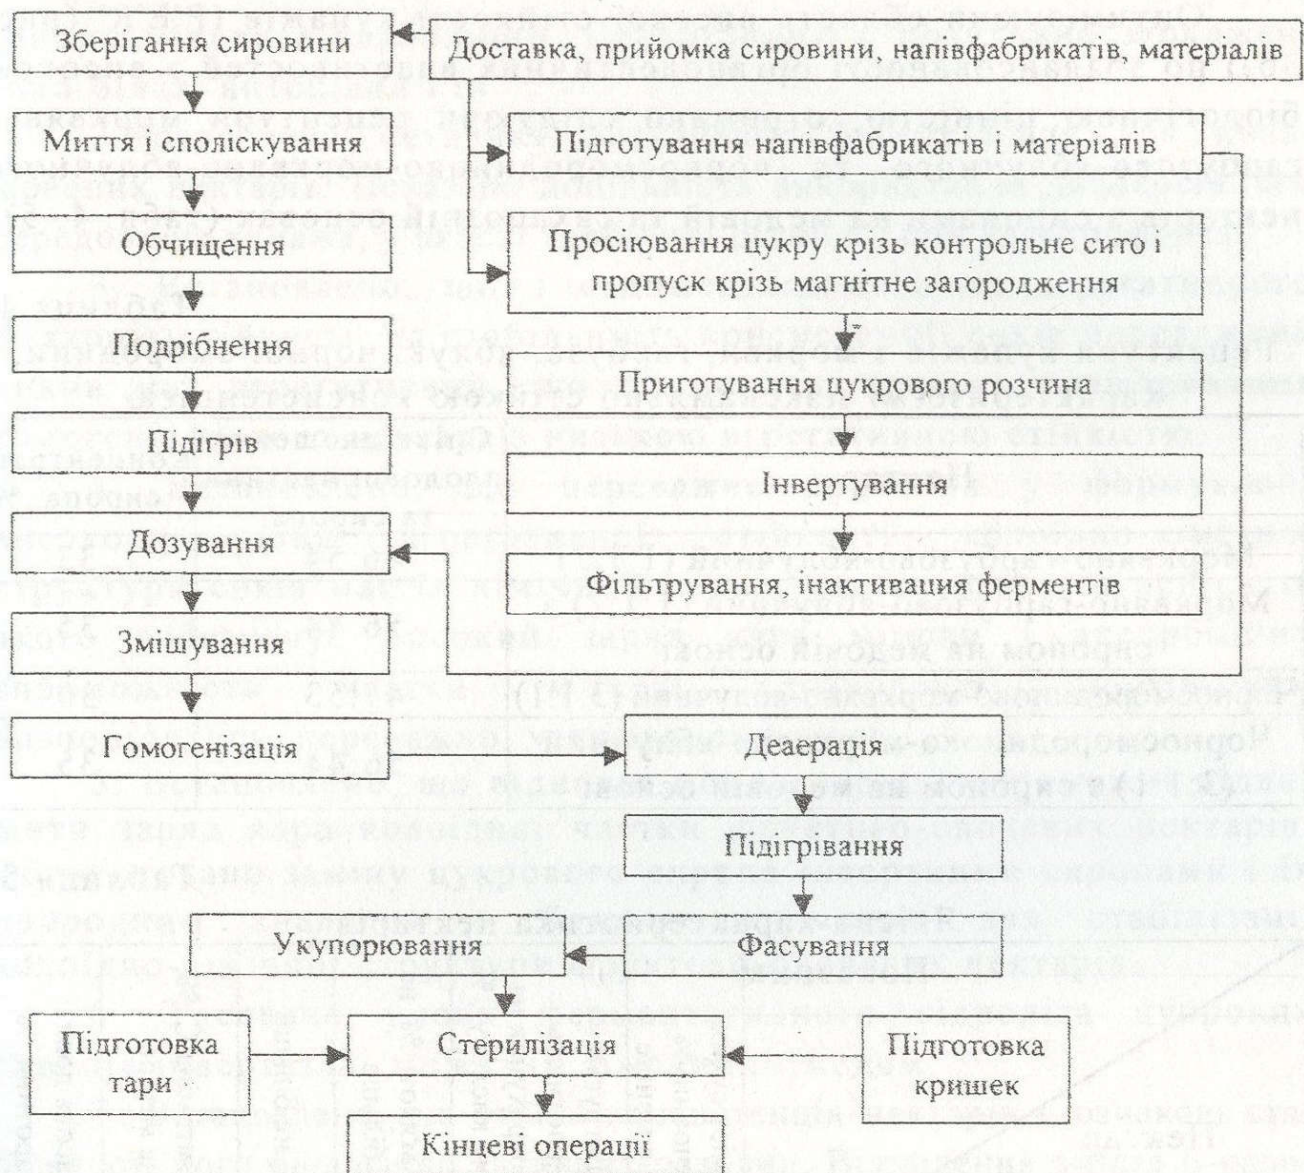 Зберігання сировини
Доставка, прийомка сировини, напівфабрикатів, матеріалів
Миття і споліскування
Підготування напівфабрикатів і матеріалів
Обчищення
Просіювання цукру крізь контрольне сито і
пропуск крізь магнітне загородження
Подрібнення
Приготування цукрового розчина
Підігрів
Інвертування
Дозування
Фільтрування, інактивация ферментів
Змішування
Гомогенізація
Деаерація
Підігрівання
Укупорювання
Фасування
Підготовка
тари
Стерилізація
Підготовка
кришек
Кінцеві операції